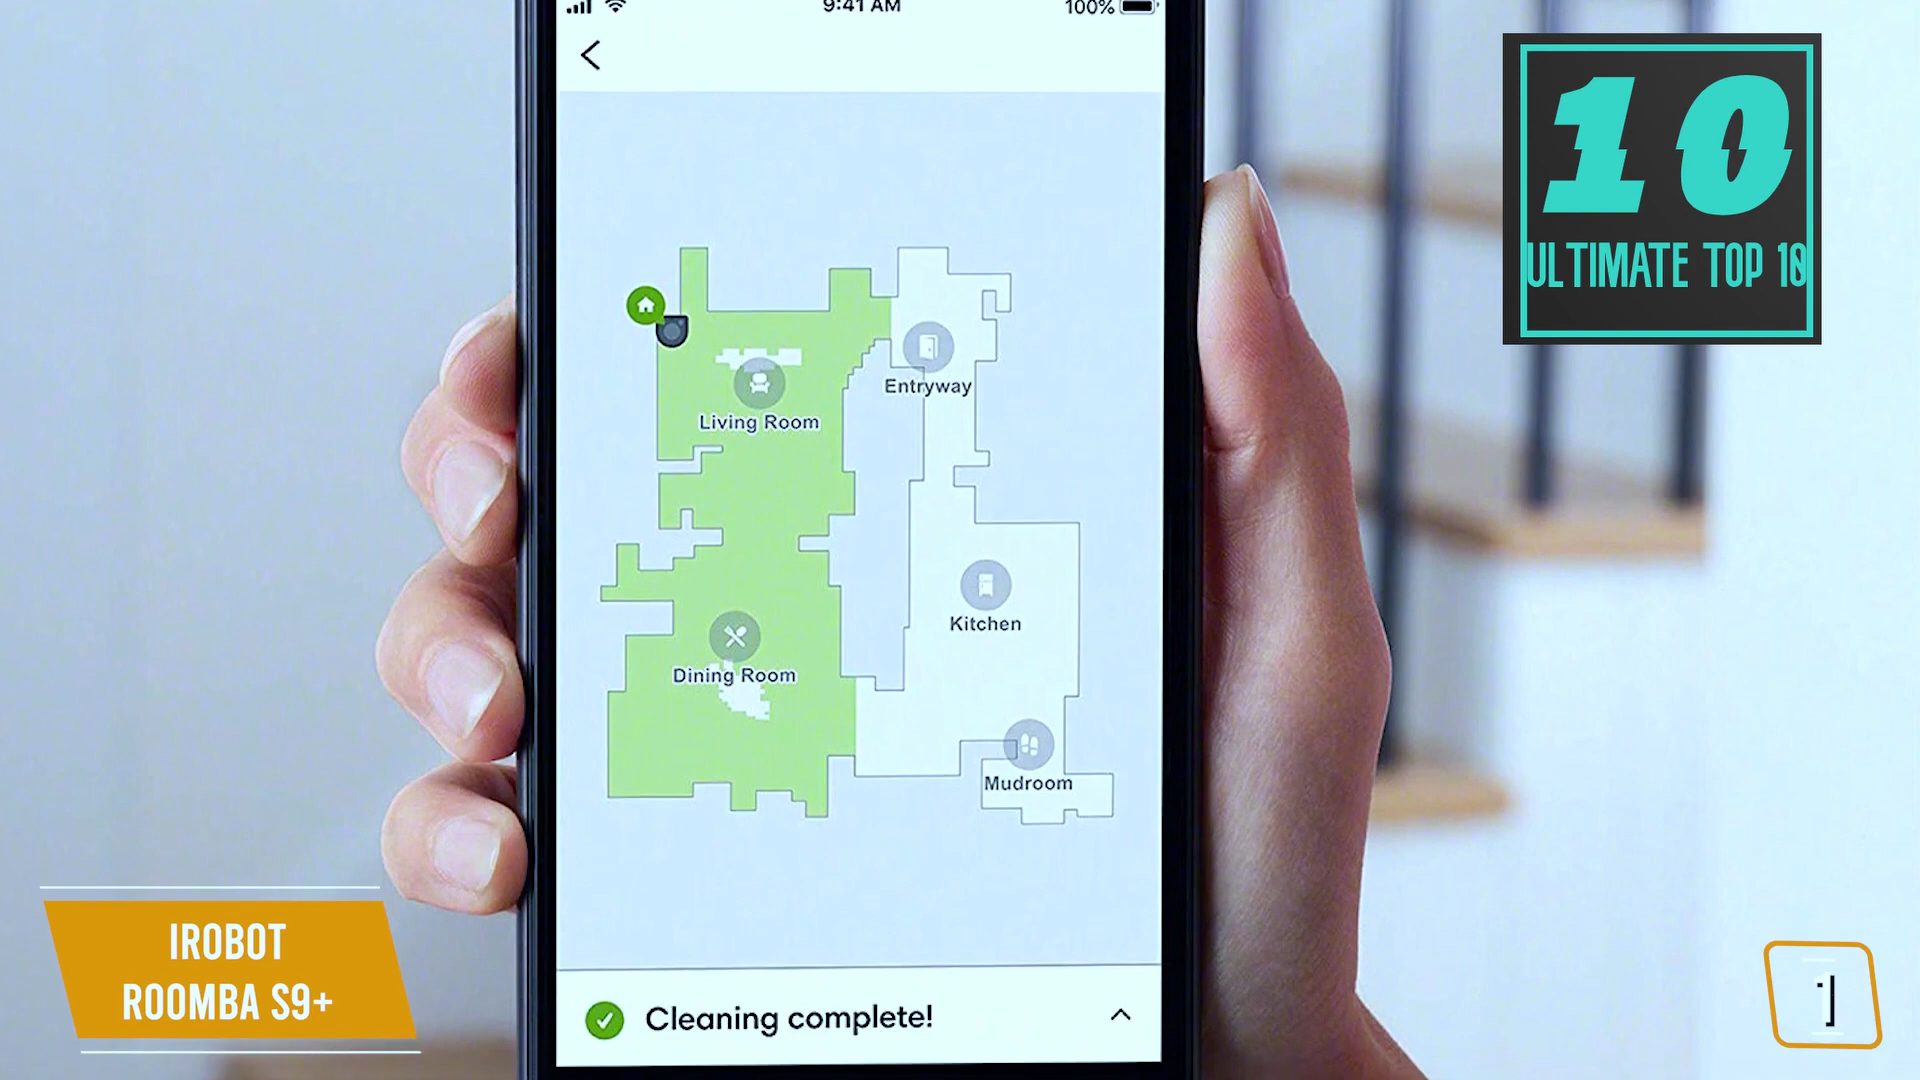 9:41 AM
100%
10
ULTIMATE TOP 10
Entryway
Living Room
Kitchen
Dining Room
Mudroom
IROBOT
ROOMBA S9+
Cleaning complete!
1